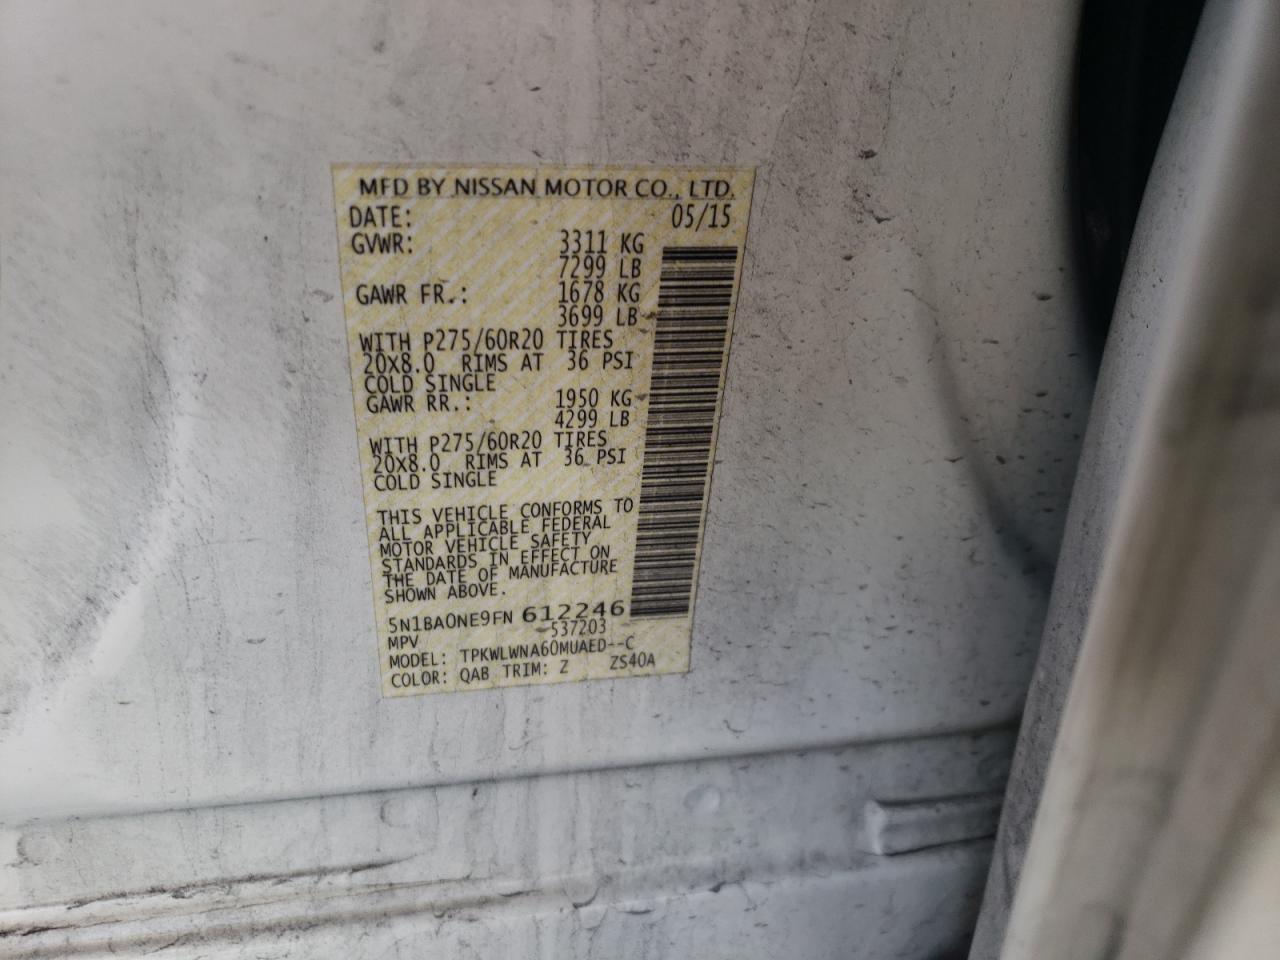 MFD BY NISSAN MOTOR CO., LTD.
DATE: 05/15
GVWR: 3311 KG
7299 LB
GAWR FR.: 1678 KG
3699 LB
WITH P275/60R20 TIRES
20X8.0 RIMS AT 36 PSI
COLD SINGLE
GAWR RR.: 1950 KG
4299 LB
WITH P275/60R20 TIRES
20X8.0 RIMS AT 36 PSI
COLD SINGLE
THIS VEHICLE CONFORMS TO
ALL APPLICABLE FEDERAL
MOTOR VEHICLE SAFETY
STANDARDS IN EFFECT ON
THE DATE OF MANUFACTURE
SHOWN ABOVE.
5N1BA0NE9FN 612246
MPV 537203
MODEL: TPKWLWNA60MUAED--C
COLOR: QAB TRIM: Z ZS40A